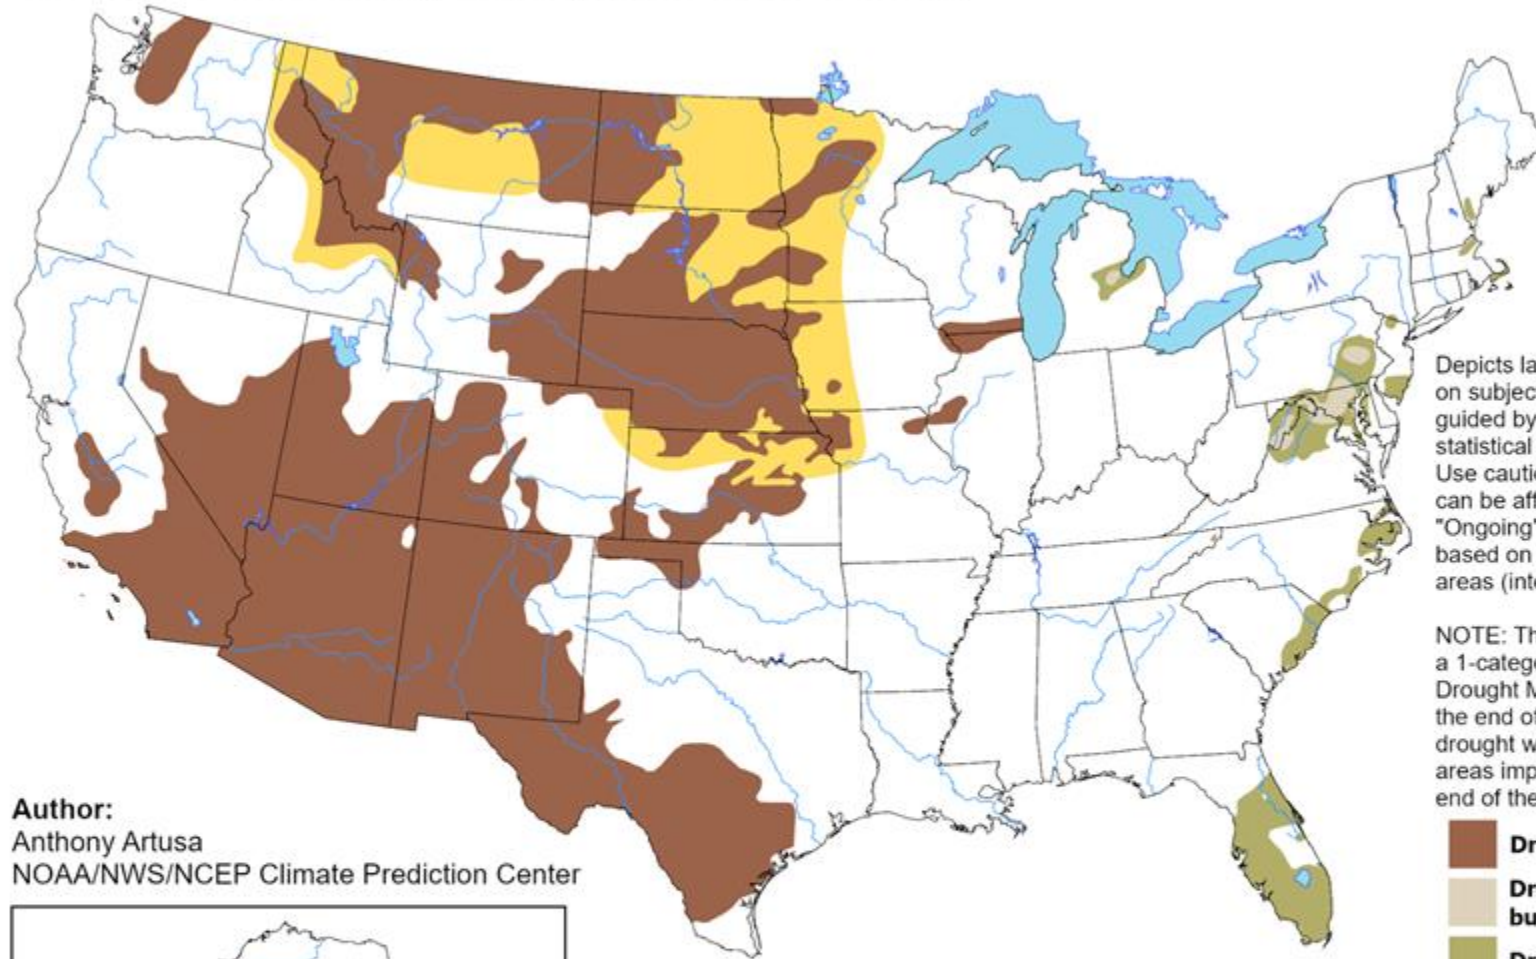 Depicts la
on subjec
guided by
statistical
Use cautio
can be aff
"Ongoing"
based on
areas (inte
NOTE: Th
a 1-catego
Drought M
the end of
drought w
areas imp
end of the
Author:
Anthony Artusa
NOAA/NWS/NCEP Climate Prediction Center
Dr
Dr
bu